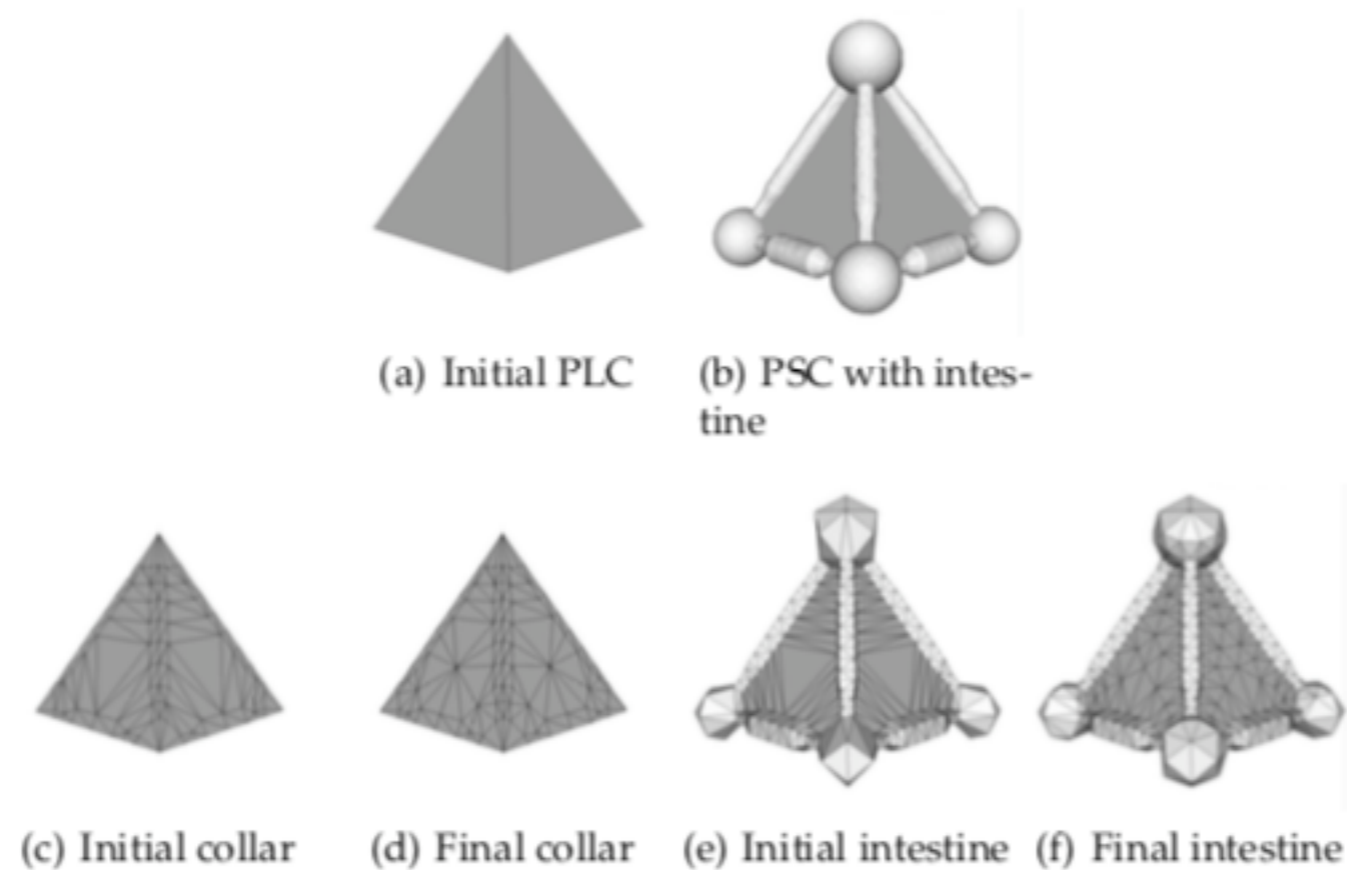 (a) Initial PLC
(b) PSC with intes-
tine
(c) Initial collar
(d) Final collar
(e) Initial intestine
(f) Final intestine